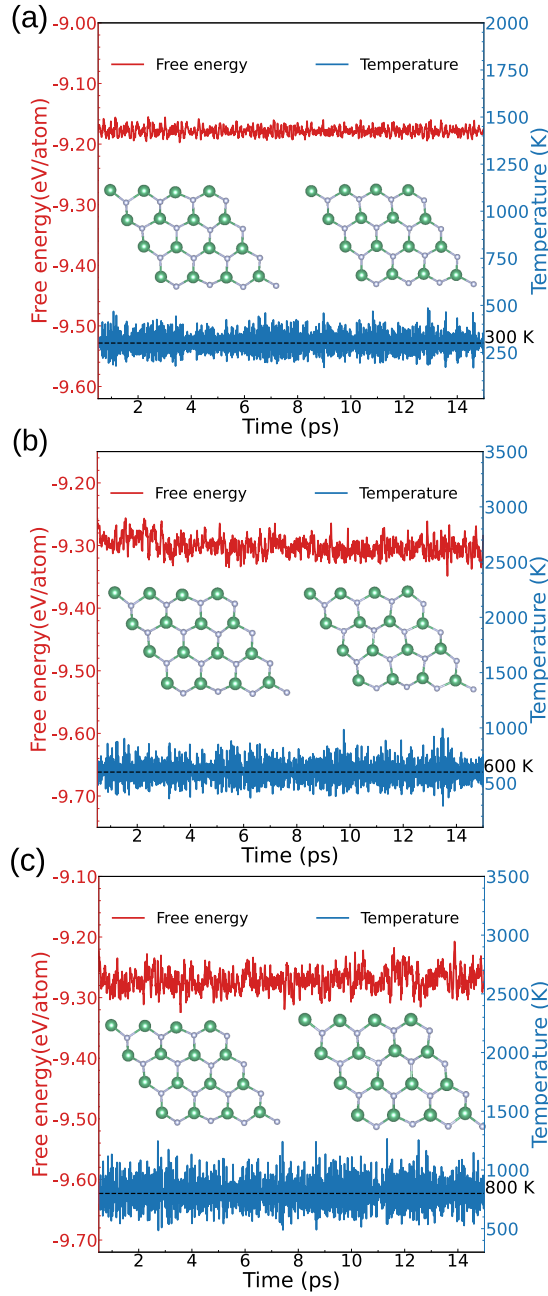 (a)
-9.00
-9.10
-9.20
-9.30
-9.40
-9.50
-9.60
Free energy(eV/atom)
Free energy
Temperature
2000
1750
1500
1250
1000
750
500
250
300 K
Temperature (K)
2 4 6 8 10 12 14
Time (ps)
(b)
-9.20
-9.30
-9.40
-9.50
-9.60
-9.70
Free energy(eV/atom)
Free energy
Temperature
3500
3000
2500
2000
1500
1000
500
600 K
Temperature (K)
2 4 6 8 10 12 14
Time (ps)
(c)
-9.10
-9.20
-9.30
-9.40
-9.50
-9.60
-9.70
Free energy(eV/atom)
Free energy
Temperature
3500
3000
2500
2000
1500
1000
500
800 K
Temperature (K)
2 4 6 8 10 12 14
Time (ps)